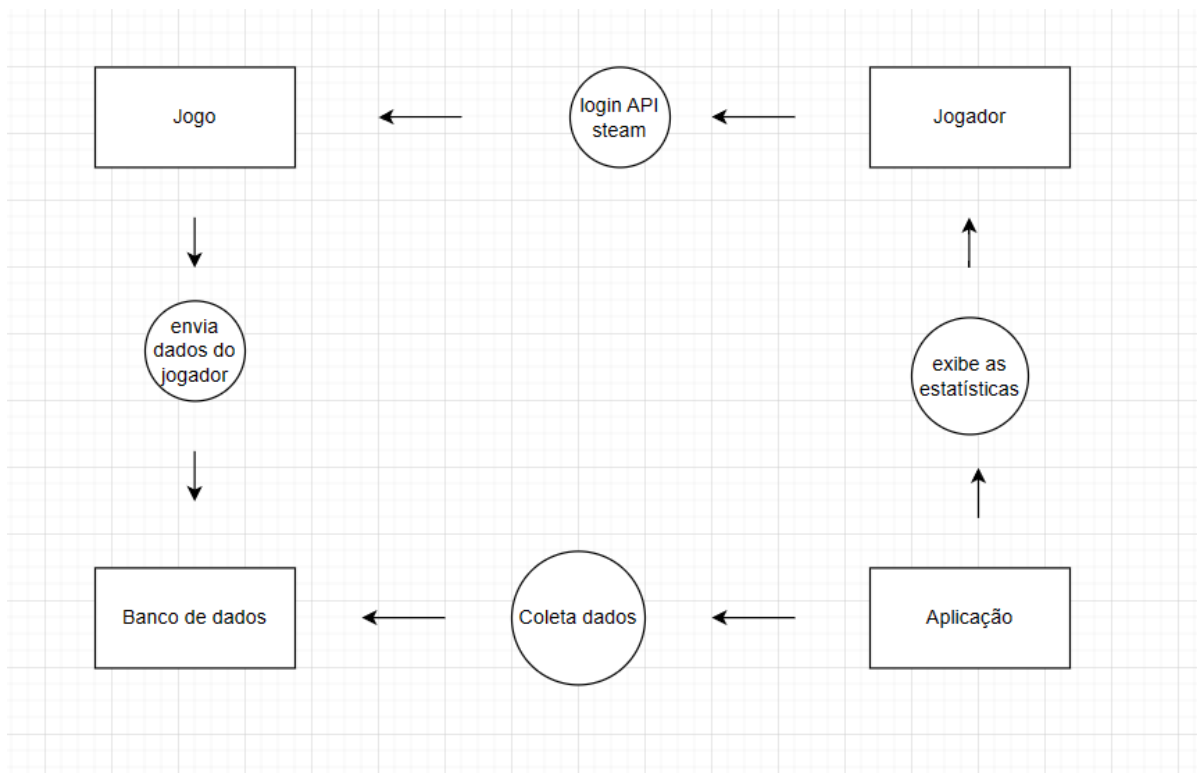 Jogo
login API
steam
Jogador
envia
dados do
jogador
exibe as
estatísticas
Banco de dados
Coleta dados
Aplicação